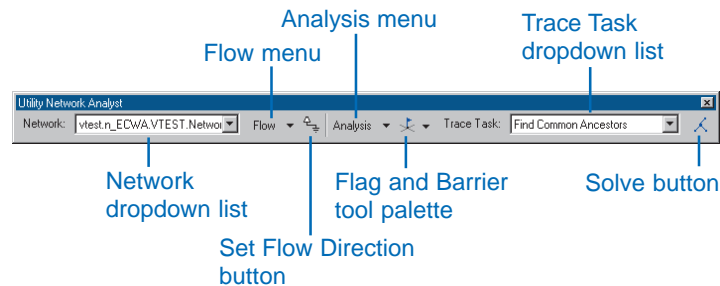 Analysis menu
Trace Task
dropdown list
Flow menu
Utility Network Analyst
Network: vtest.n_ECWA.VTEST.Networ Flow Analysis Trace Task: Find Common Ancestors
Network
dropdown list
Flag and Barrier
tool palette
Solve button
Set Flow Direction
button